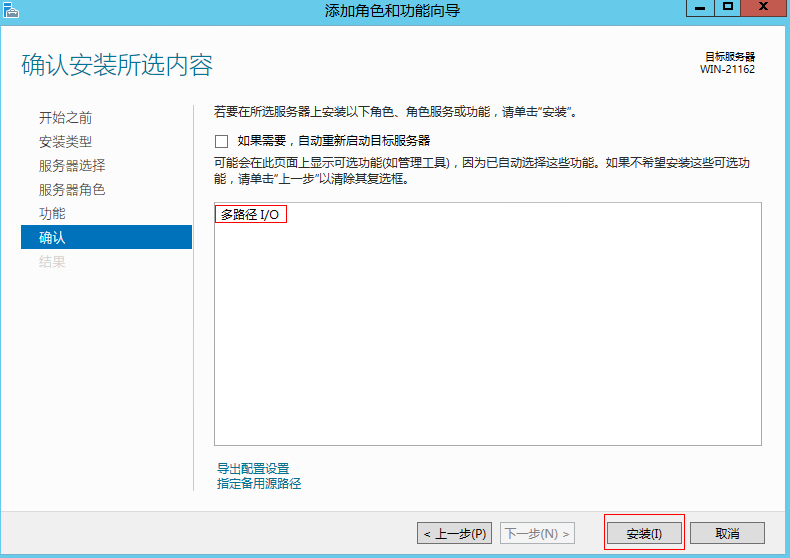 添加角色和功能向导
确认安装所选内容
目标服务器
WIN-21162
开始之前
安装类型
服务器选择
服务器角色
功能
确认
结果
若要在所选服务器上安装以下角色、角色服务或功能，请单击“安装”。
如果需要，自动重新启动目标服务器
可能会在此页面上显示可选功能(如管理工具)，因为已自动选择这些功能。如果不希望安装这些可选功
能，请单击“上一步”以清除其复选框。
多路径 I/O
导出配置设置
指定备用源路径
< 上一步(P)
下一步(N) >
安装(I)
取消